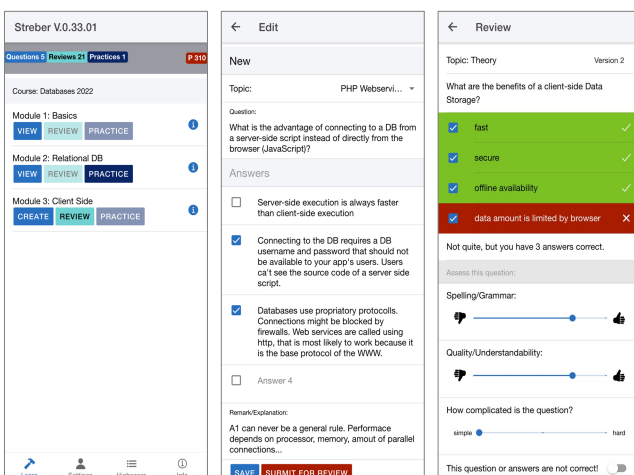 Streber V.0.33.01
Questions 5 Reviews 21 Practices 1 P 310
Course: Databases 2022
Module 1: Basics
VIEW REVIEW PRACTICE
Module 2: Relational DB
VIEW REVIEW PRACTICE
Module 3: Client Side
CREATE REVIEW PRACTICE
Learn Settings Highscore Info
Edit
New
Topic: PHP Webservi...
Question:
What is the advantage of connecting to a DB from
a server-side script instead of directly from the
browser (JavaScript)?
Answers
Server-side execution is always faster
than client-side execution
Connecting to the DB requires a DB
username and password that should not
be available to your app's users. Users
ca't see the source code of a server side
script.
Databases use propriatory protocolls.
Connections might be blocked by
firewalls. Web services are called using
http, that is most likely to work because it
is the base protocol of the WWW.
Answer 4
Remark/Explanation:
A1 can never be a general rule. Performace
depends on processor, memory, amout of parallel
connections...
SAVE SUBMIT FOR REVIEW
Review
Topic: Theory Version 2
What are the benefits of a client-side Data
Storage?
fast
secure
offline availability
data amount is limited by browser
Not quite, but you have 3 answers correct.
Assess this question:
Spelling/Grammar:
Quality/Understandability:
How complicated is the question?
simple hard
This question or answers are not correct!